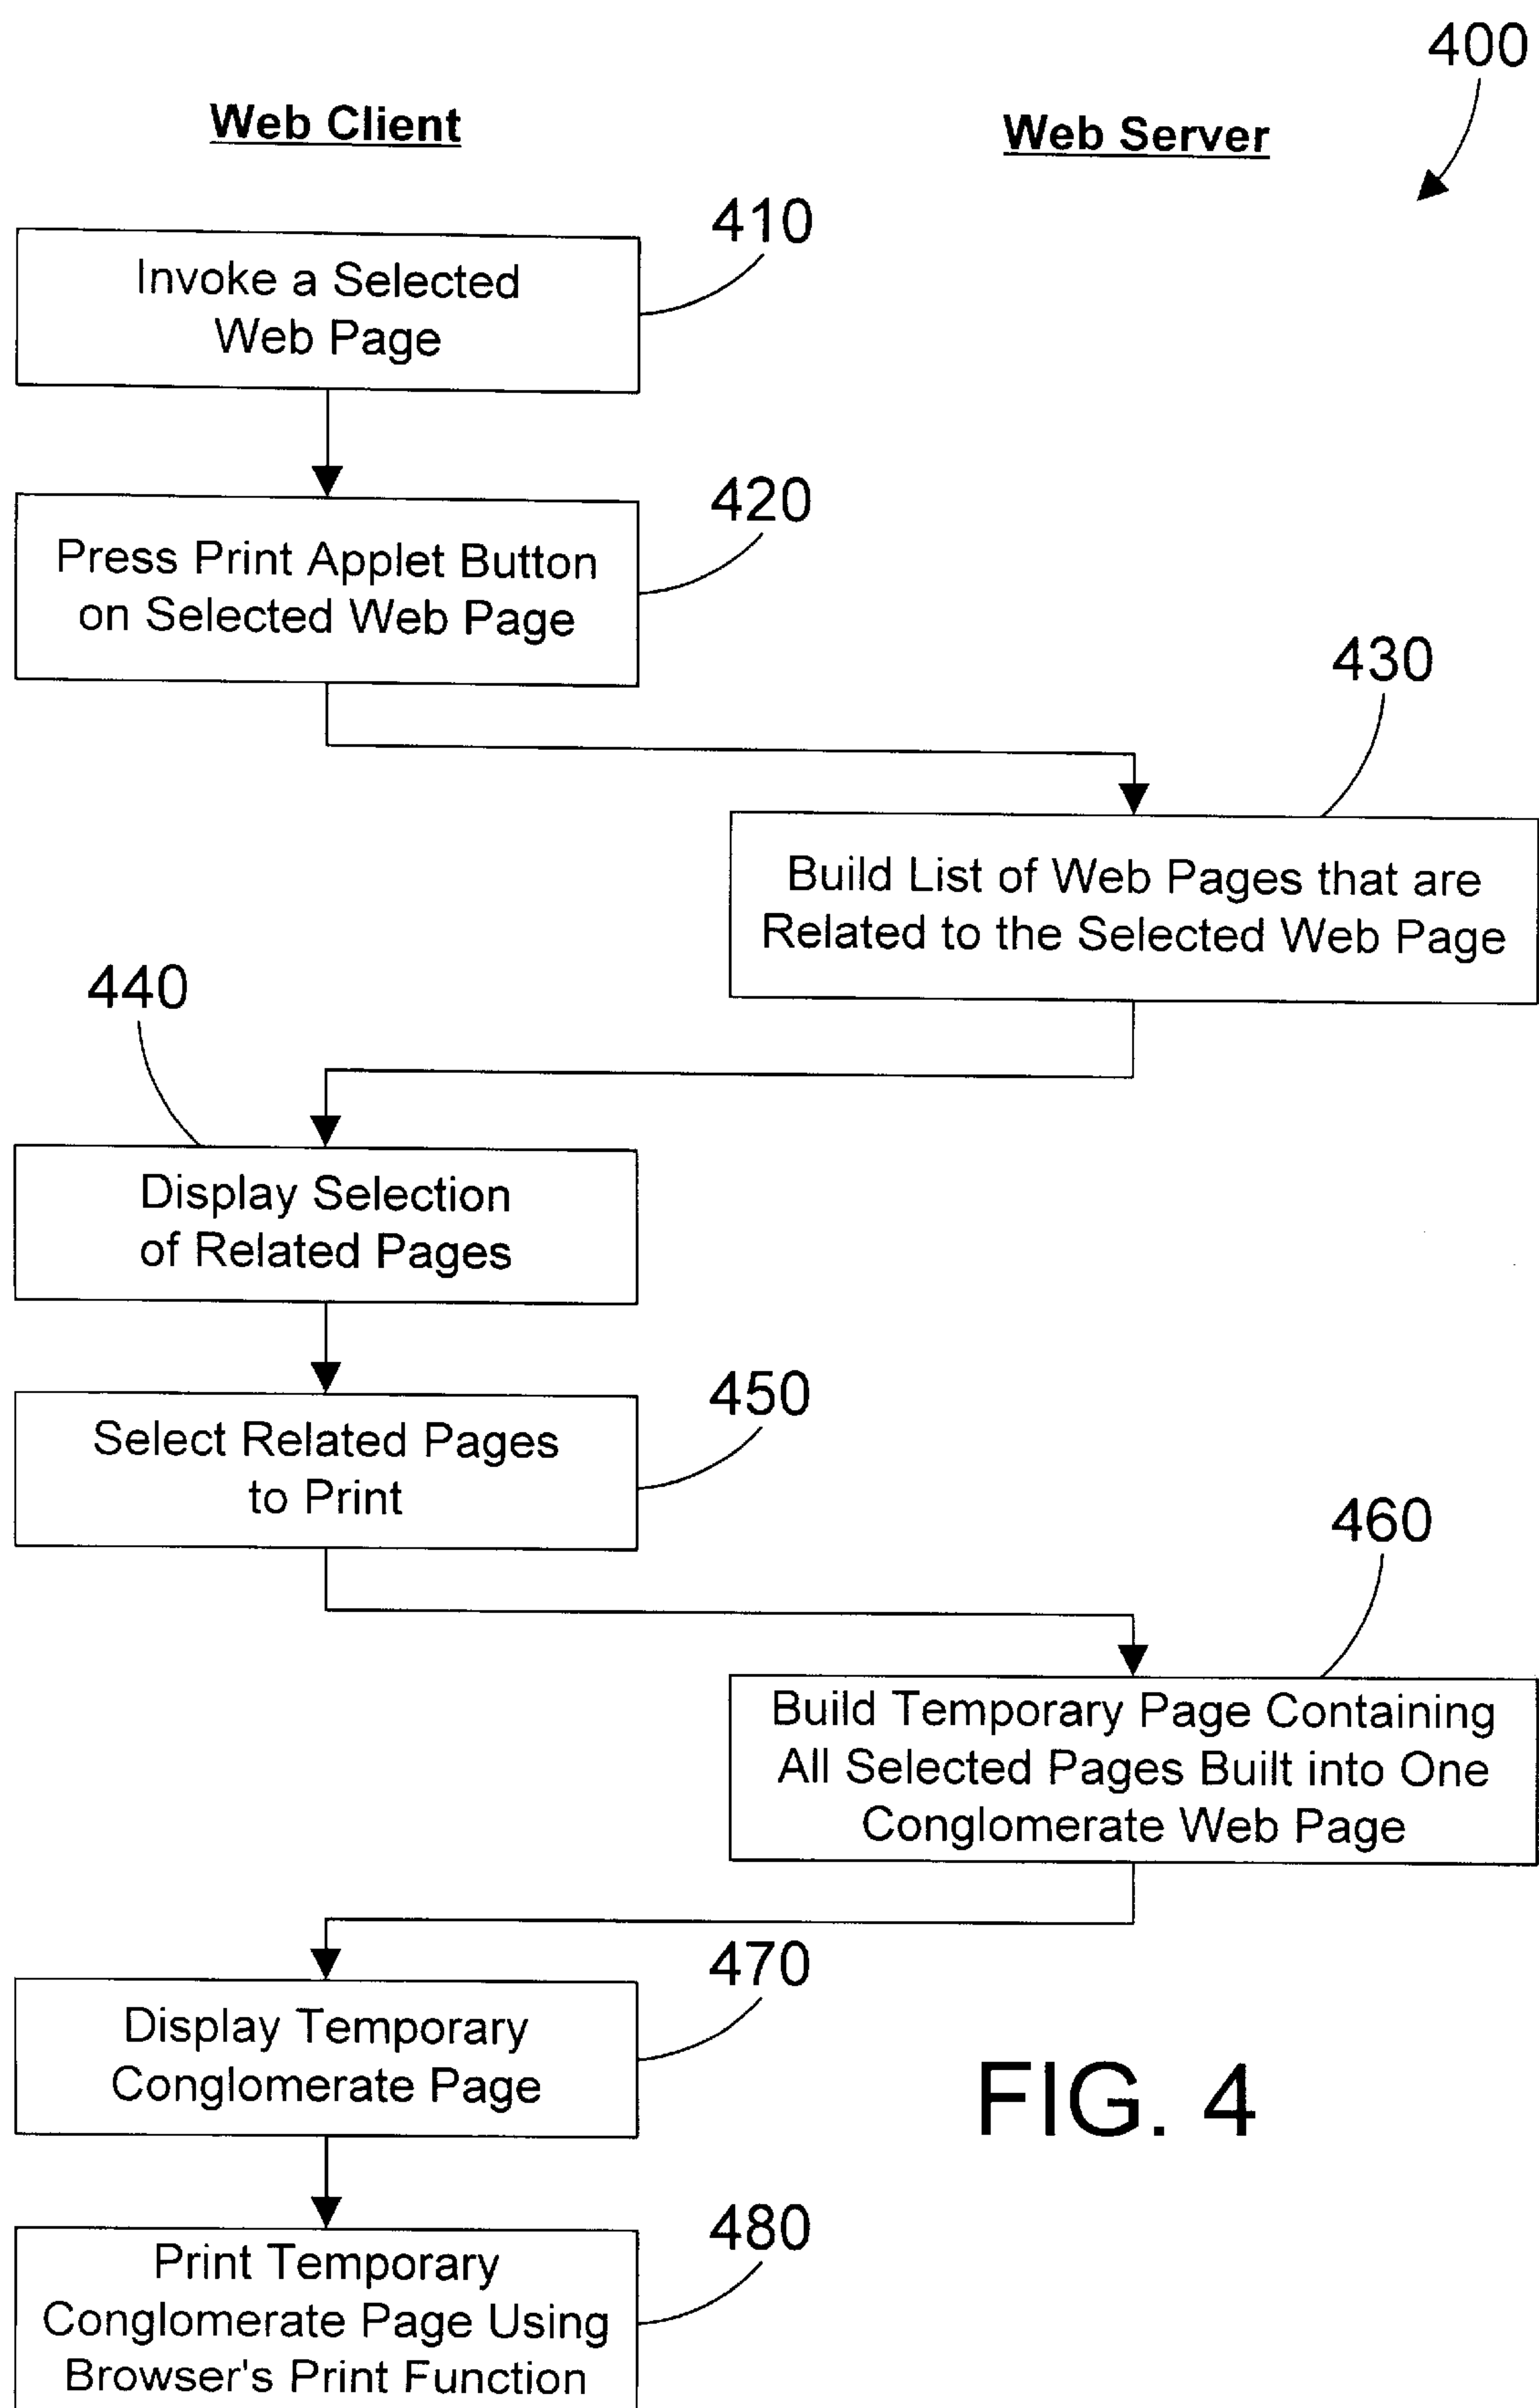 400
Web Client
Web Server
410
Invoke a Selected
Web Page
420
Press Print Applet Button
on Selected Web Page
430
Build List of Web Pages that are
Related to the Selected Web Page
440
Display Selection
of Related Pages
450
Select Related Pages
to Print
460
Build Temporary Page Containing
All Selected Pages Built into One
Conglomerate Web Page
470
Display Temporary
Conglomerate Page
FIG. 4
480
Print Temporary
Conglomerate Page Using
Browser's Print Function